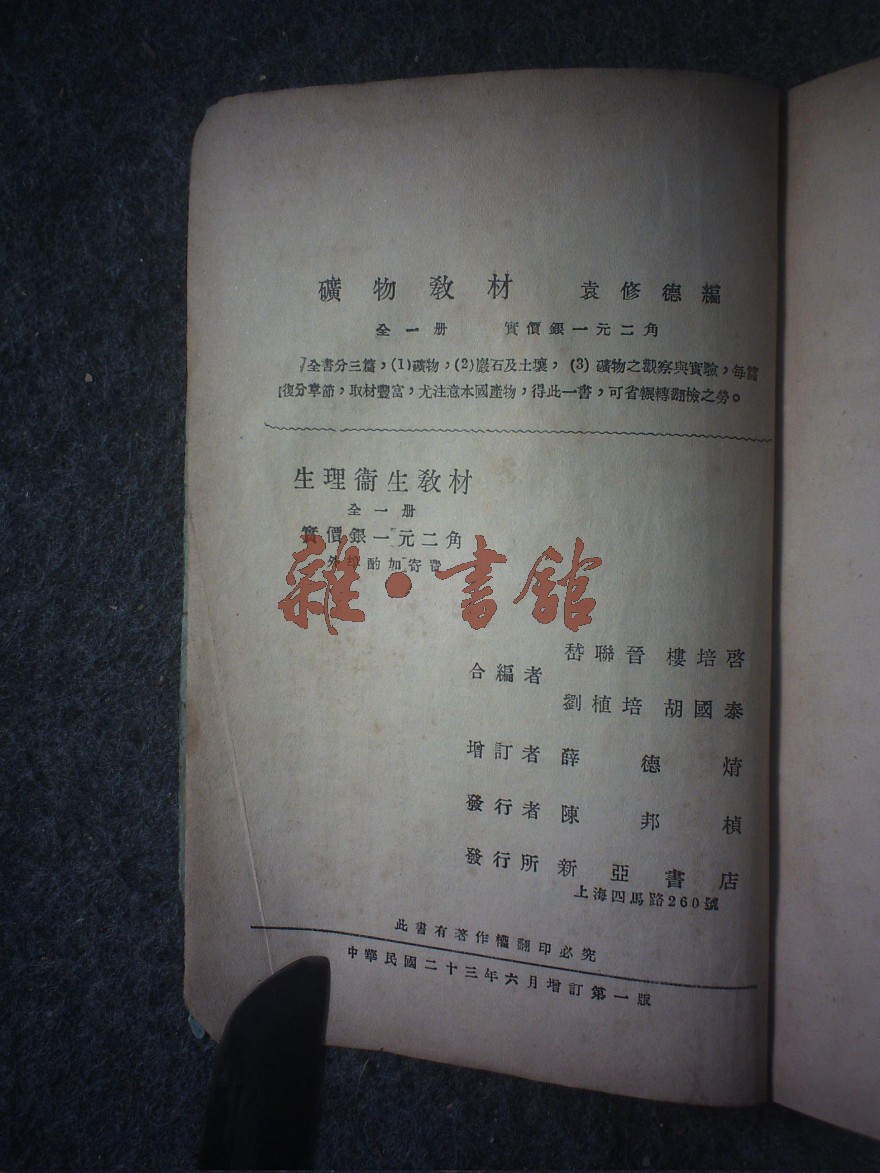 礦物教材 袁修德編
全一册 實價銀一元二角
全書分三篇，(1)礦物，(2)巖石及土壤，(3)礦物之觀察與實驗，每篇
復分章節，取材豐富，尤注意本國產物，得此一書，可省輾轉翻檢之勞。
生理衞生教材
全一册
實價銀一元二角
外埠酌加寄費
雜·書館
合編者
嵆聯晉 樓培啓
劉植培 胡國泰
增訂者 薛德焴
發行者 陳邦楨
發行所 新亞書店
上海四馬路260號
此書有著作權翻印必究
中華民國二十三年六月增訂第一版